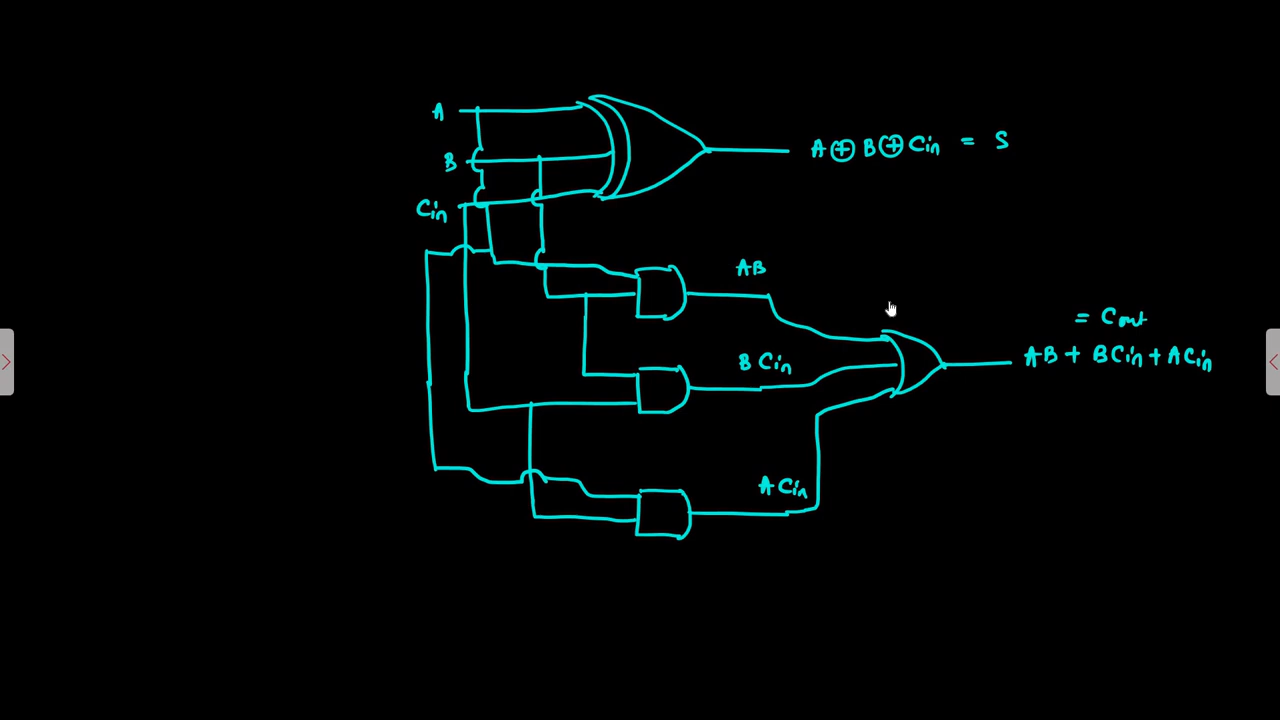 A
B
Cin
A ⊕ B ⊕ Cin = S
AB
= Cout
AB + BCin + ACin
BCin
ACin